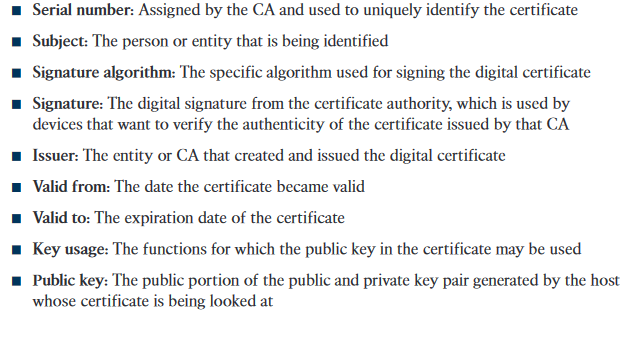 ■ Serial number: Assigned by the CA and used to uniquely identify the certificate
■ Subject: The person or entity that is being identified
■ Signature algorithm: The specific algorithm used for signing the digital certificate
■ Signature: The digital signature from the certificate authority, which is used by
devices that want to verify the authenticity of the certificate issued by that CA
■ Issuer: The entity or CA that created and issued the digital certificate
■ Valid from: The date the certificate became valid
■ Valid to: The expiration date of the certificate
■ Key usage: The functions for which the public key in the certificate may be used
■ Public key: The public portion of the public and private key pair generated by the host
whose certificate is being looked at